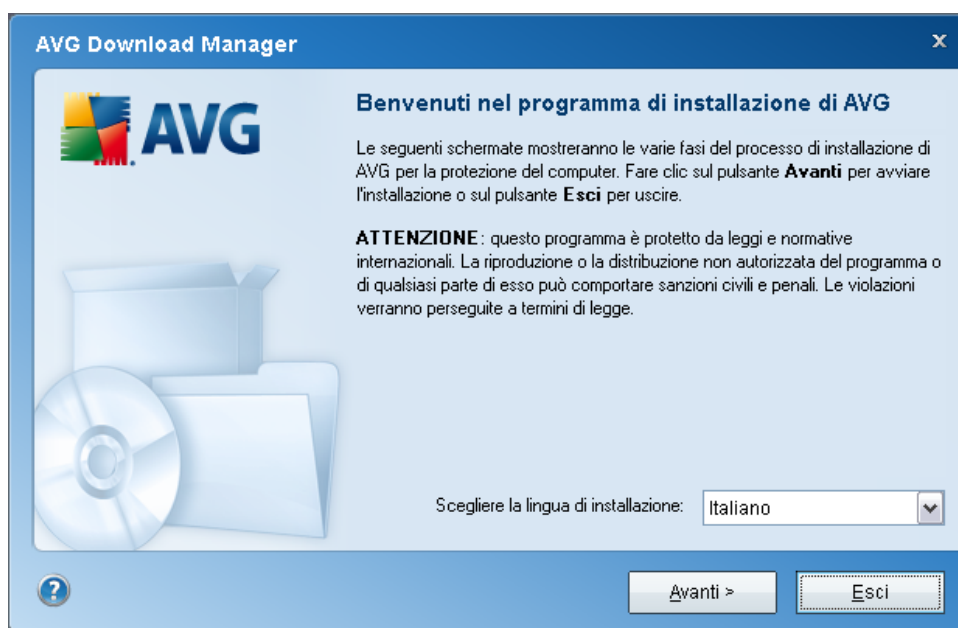 AVG Download Manager
x
AVG
Benvenuti nel programma di installazione di AVG
Le seguenti schermate mostreranno le varie fasi del processo di installazione di
AVG per la protezione del computer. Fare clic sul pulsante Avanti per avviare
l'installazione o sul pulsante Esci per uscire.
ATTENZIONE: questo programma è protetto da leggi e normative
internazionali. La riproduzione o la distribuzione non autorizzata del programma o
di qualsiasi parte di esso può comportare sanzioni civili e penali. Le violazioni
verranno perseguite a termini di legge.
Scegliere la lingua di installazione: Italiano
?
Avanti > Esci